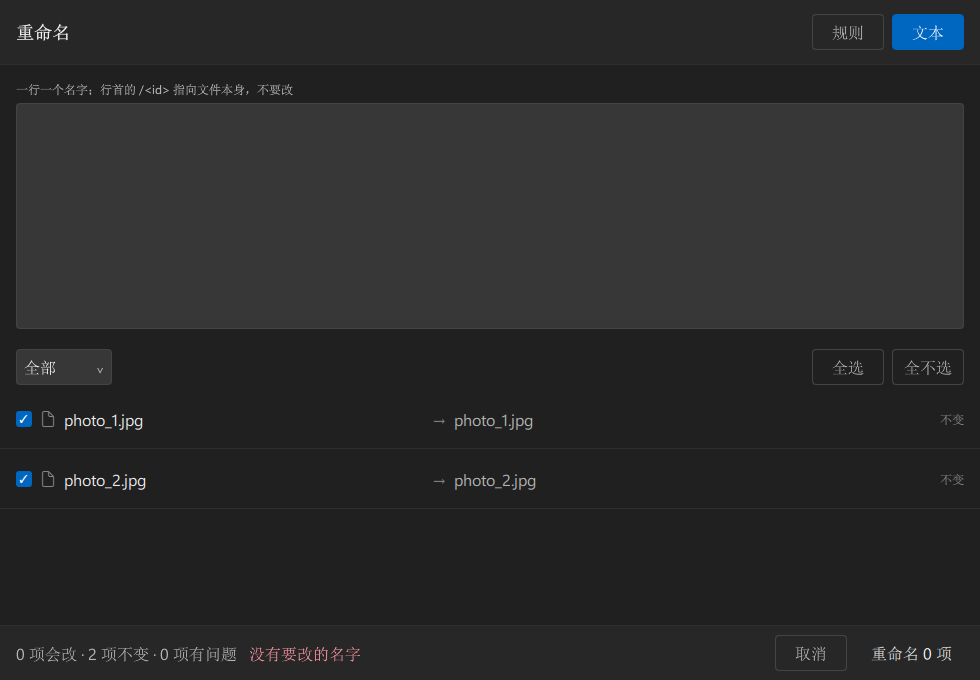 重命名
规则 文本
一行一个名字；行首的 /<id> 指向文件本身，不要改
全部
全选 全不选
photo_1.jpg → photo_1.jpg 不变
photo_2.jpg → photo_2.jpg 不变
0 项会改 · 2 项不变 · 0 项有问题 没有要改的名字 取消 重命名 0 项